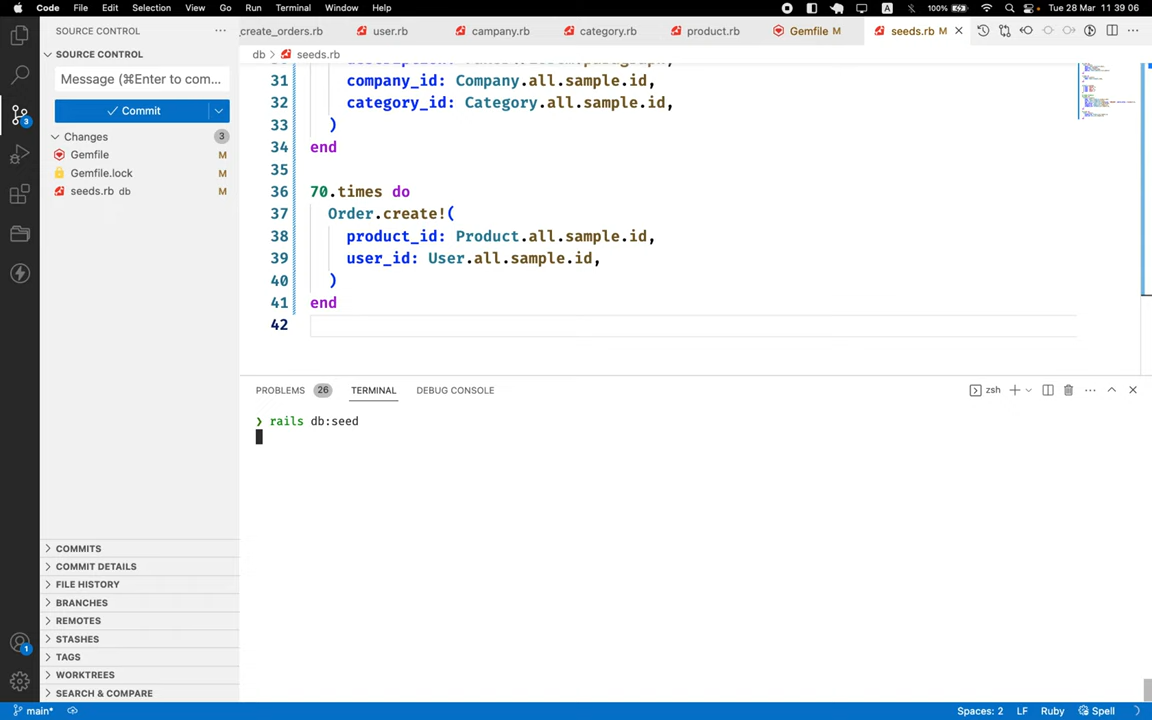 Code File Edit Selection View Go Run Terminal Window Help
A 100% Tue 28 Mar 11 39 06
SOURCE CONTROL ···
_create_orders.rb user.rb campany.rb category.rb product.rb Gemfile M seeds.rb M
db > seeds.rb
SOURCE CONTROL
Message (⌘Enter to com...
Commit
3
Changes 3
Gemfile M
Gemfile.lock M
seeds.rb db M
31 company_id: Company.all.sample.id,
32 category_id: Category.all.sample.id,
33 )
34 end
35
36 70.times do
37 Order.create!(
38 product_id: Product.all.sample.id,
39 user_id: User.all.sample.id,
40 )
41 end
42
PROBLEMS 26 TERMINAL DEBUG CONSOLE
zsh
❯ rails db:seed
COMMITS
COMMIT DETAILS
FILE HISTORY
BRANCHES
REMOTES
STASHES
TAGS
WORKTREES
SEARCH & COMPARE
1
main*
Spaces: 2 LF Ruby Spell